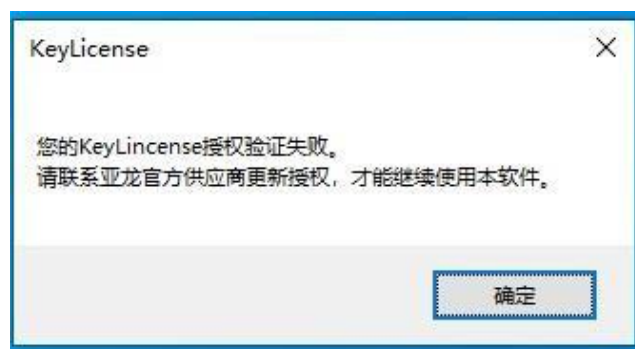 KeyLicense
您的KeyLincense授权验证失败。
请联系亚龙官方供应商更新授权，才能继续使用本软件。
确定